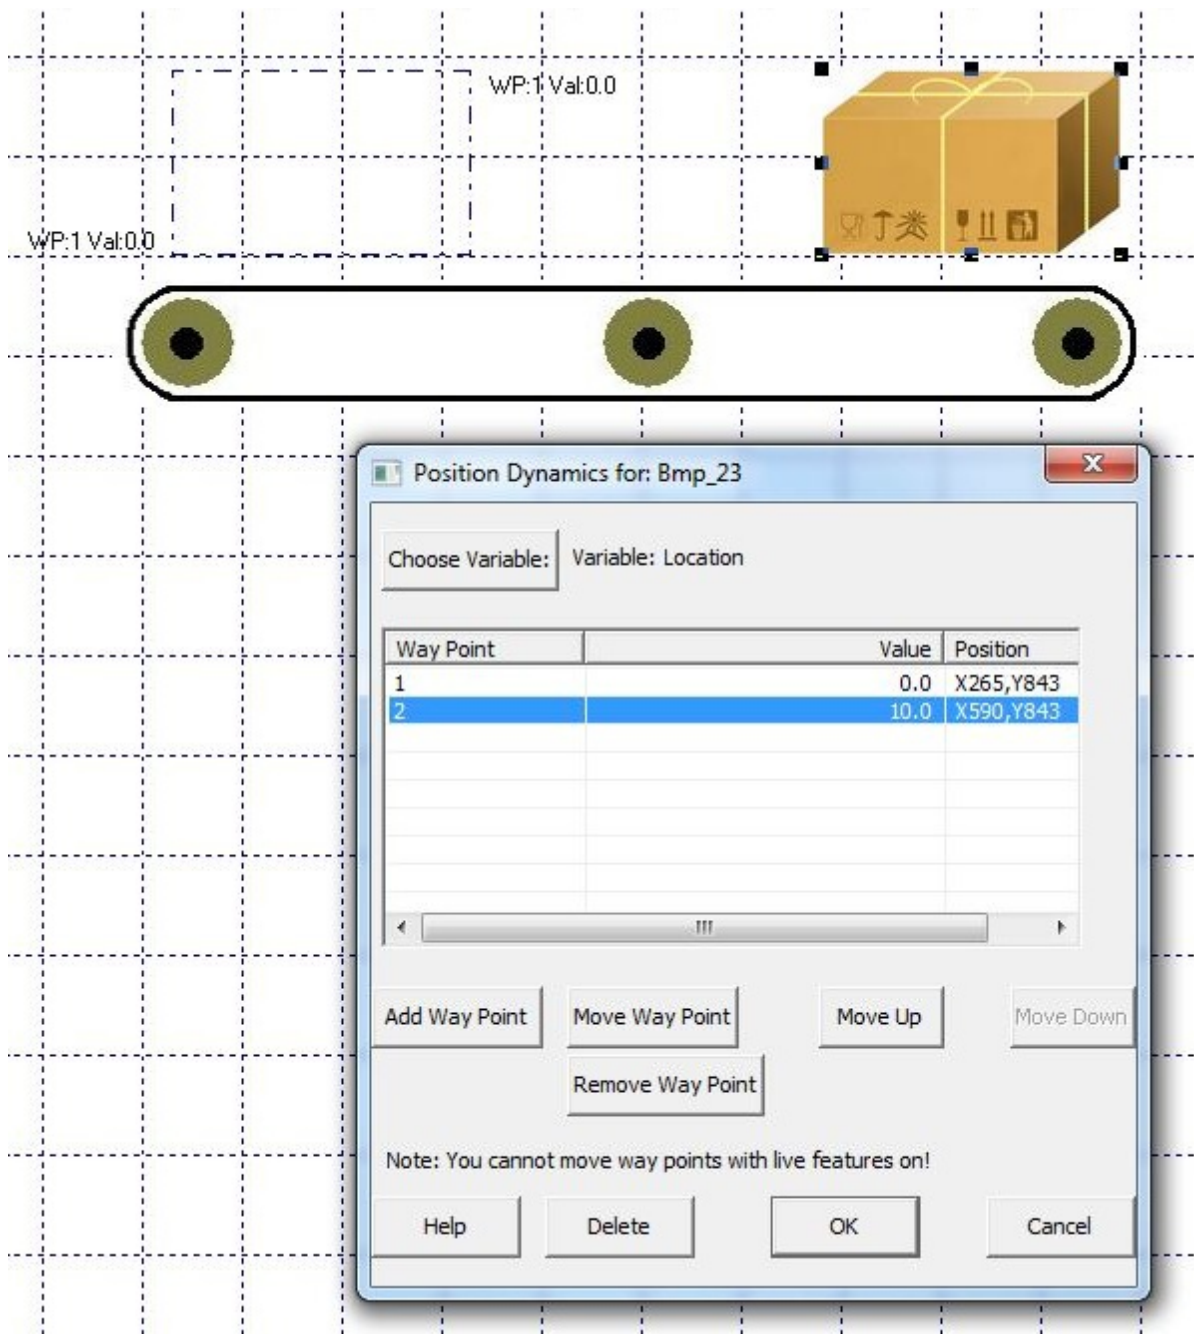 WP:1 Val:0.0
WP:1 Val:0.0
Position Dynamics for: Bmp_23
Choose Variable: Variable: Location
Way Point Value Position
1 0.0 X265,Y843
2 10.0 X590,Y843
Add Way Point Move Way Point Move Up Move Down
Remove Way Point
Note: You cannot move way points with live features on!
Help Delete OK Cancel